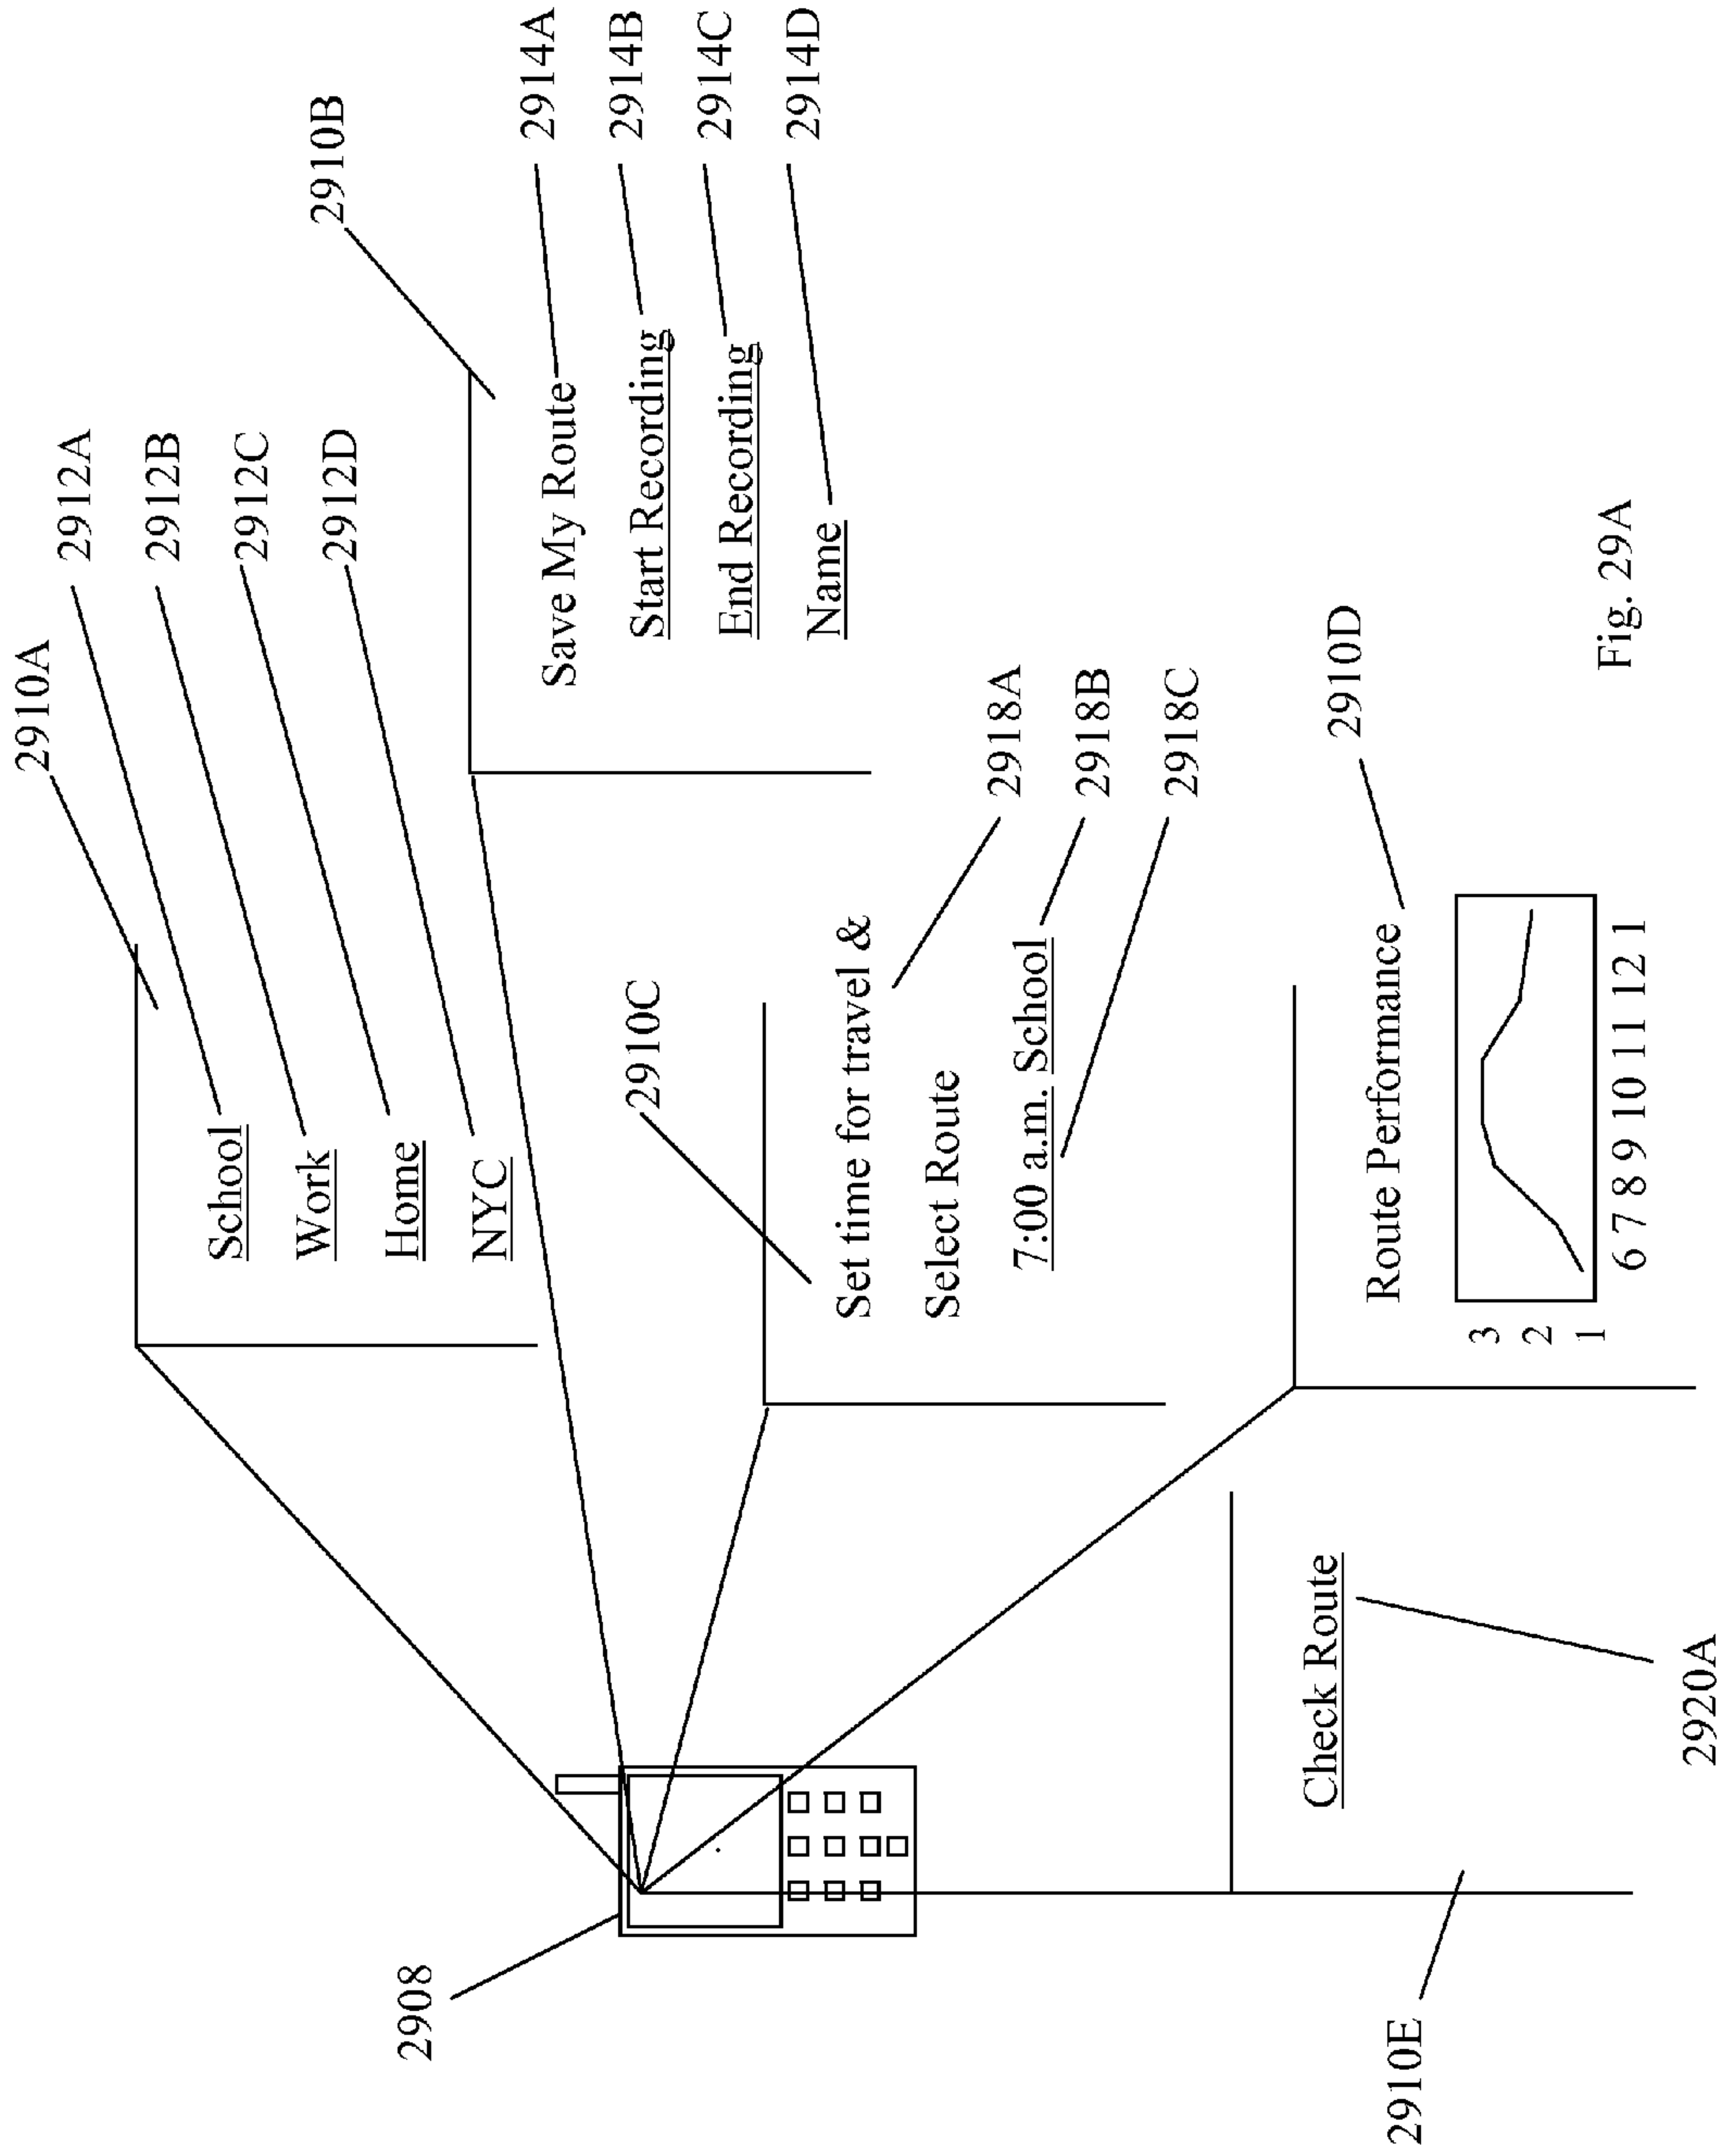 2910A
2912A
School
2912B
Work
2912C
Home
2912D
NYC
2910B
Save My Route
2914A
Start Recording
2914B
End Recording
2914C
Name
2914D
2908
2910C
Set time for travel &
2918A
Select Route
7:00 a.m. School
2918B
2918C
2910D
Route Performance
3
2
1
6 7 8 9 10 11 12 1
Check Route
2910E
2920A
Fig. 29A